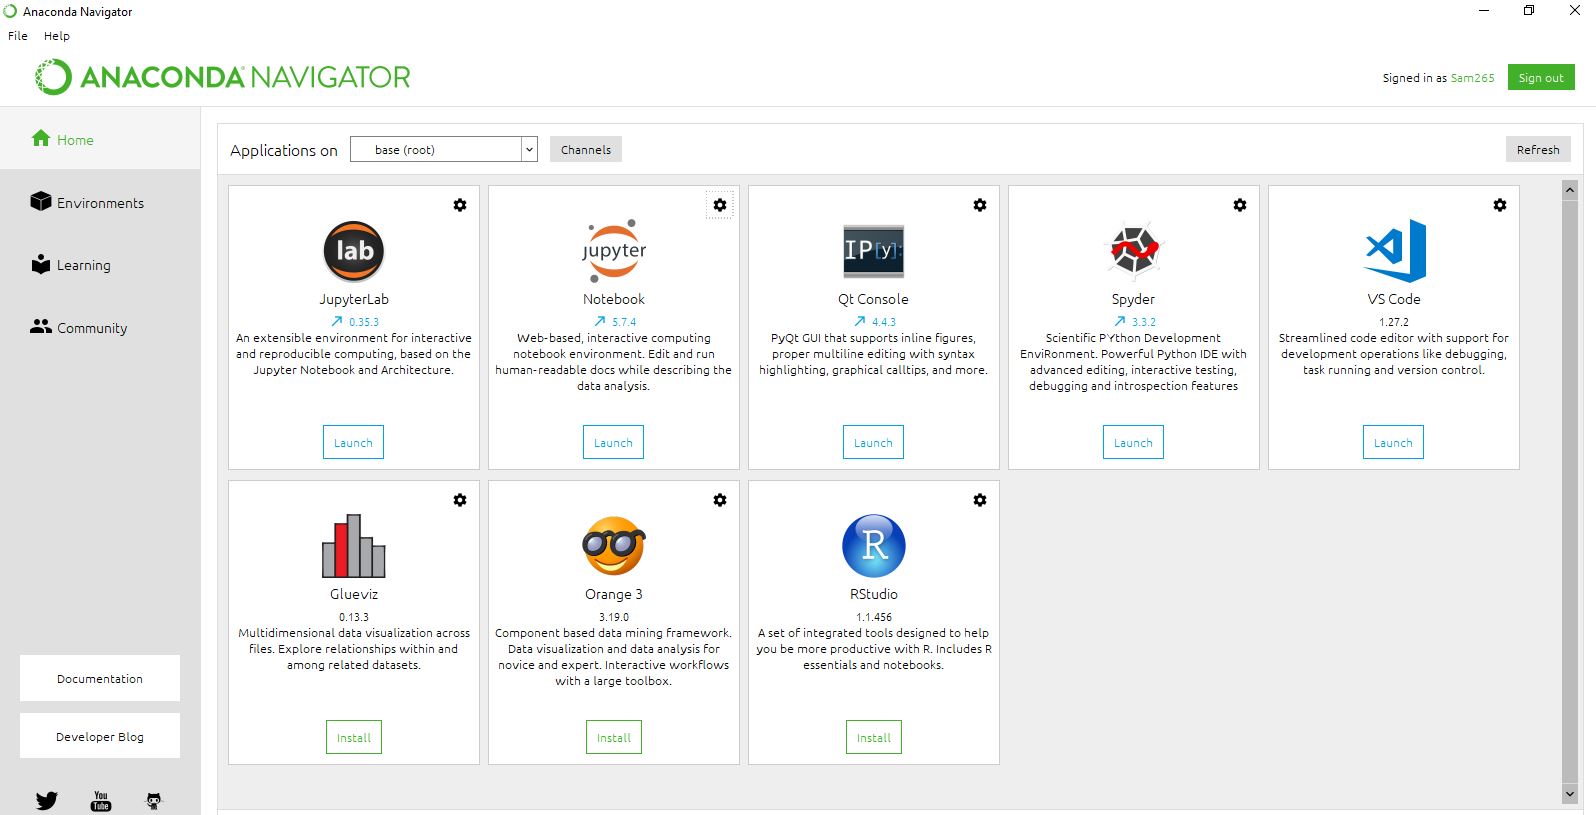 Anaconda Navigator
File Help
ANACONDA NAVIGATOR
Signed in as Sam265 Sign out
Home
Environments
Learning
Community
Documentation
Developer Blog
You
Tube
Applications on base (root) Channels Refresh
lab
JupyterLab
0.35.3
An extensible environment for interactive
and reproducible computing, based on the
Jupyter Notebook and Architecture.
Launch
jupyter
Notebook
5.7.4
Web-based, interactive computing
notebook environment. Edit and run
human-readable docs while describing the
data analysis.
Launch
IP[y]:
Qt Console
4.4.3
PyQt GUI that supports inline figures,
proper multiline editing with syntax
highlighting, graphical calltips, and more.
Launch
Spyder
3.3.2
Scientific PYthon Development
EnviRonment. Powerful Python IDE with
advanced editing, interactive testing,
debugging and introspection features
Launch
VS Code
1.27.2
Streamlined code editor with support for
development operations like debugging,
task running and version control.
Launch
Glueviz
0.13.3
Multidimensional data visualization across
files. Explore relationships within and
among related datasets.
Install
Orange 3
3.19.0
Component based data mining framework.
Data visualization and data analysis for
novice and expert. Interactive workflows
with a large toolbox.
Install
R
RStudio
1.1.456
A set of integrated tools designed to help
you be more productive with R. Includes R
essentials and notebooks.
Install